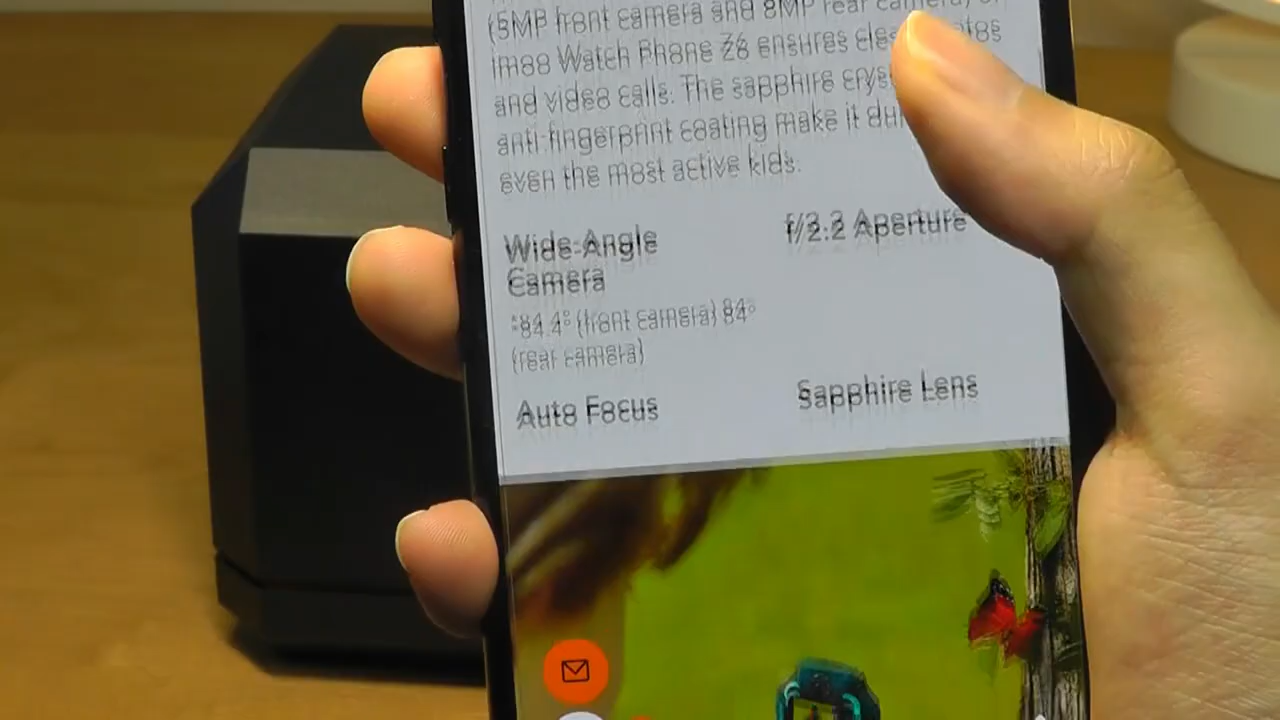 (5MP front camera and 8MP rear camera) on
imoo Watch Phone Z6 ensures clear
and video calls. The sapphire
anti-fingerprint coating make it
even the most active kids.
Wide-Angle
Camera
f/2.2 Aperture
*84.4° (front camera) 84°
(rear camera)
Auto Focus
Sapphire Lens